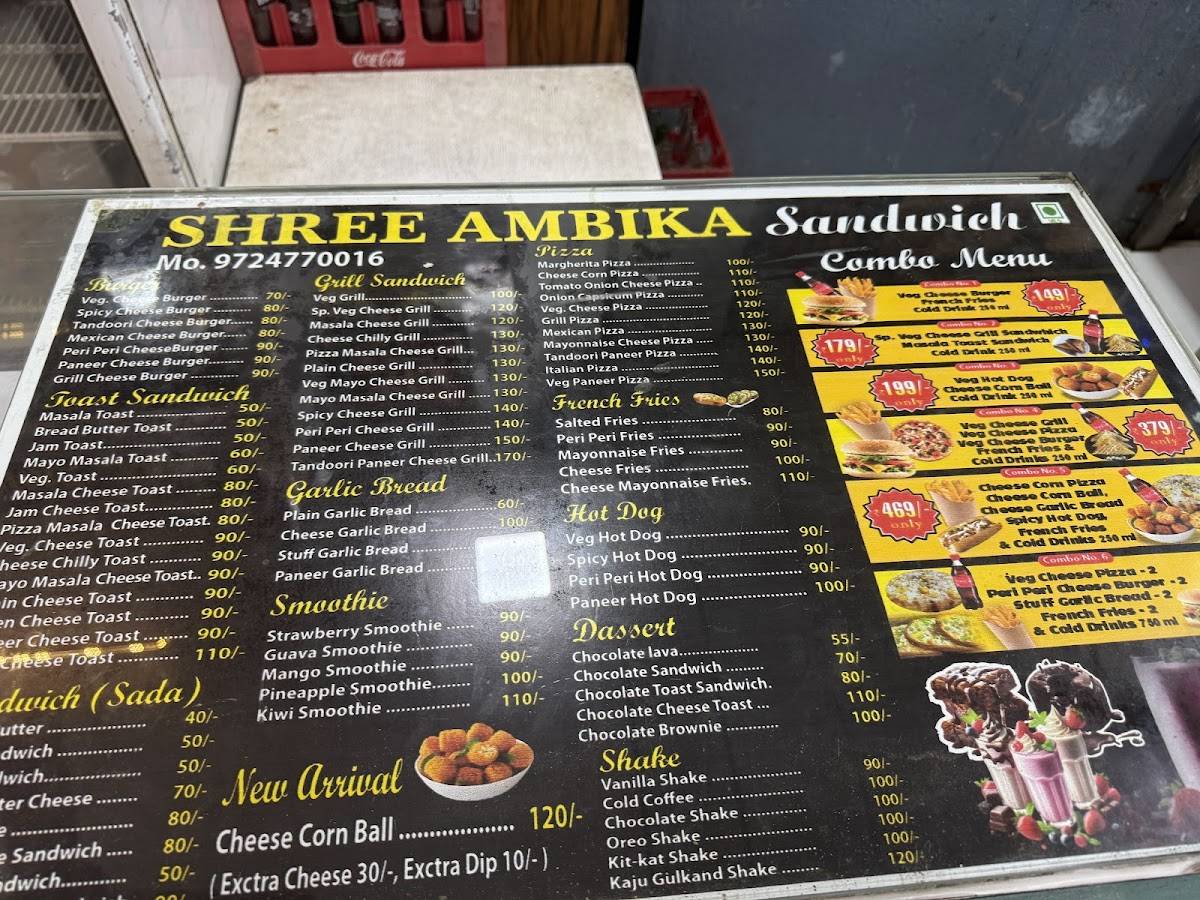 Coca-Cola
SHREE AMBIKA Sandwich
Mo. 9724770016
Burger
Veg. Cheese Burger ............ 70/-
Spicy Cheese Burger ............ 80/-
Tandoori Cheese Burger...... 80/-
Mexican Cheese Burger...... 80/-
Peri Peri CheeseBurger ....... 90/-
Paneer Cheese Burger......... 90/-
Grill Cheese Burger ............. 90/-
Toast Sandwich
Masala Toast .................... 50/-
Bread Butter Toast ............ 50/-
Jam Toast......................... 50/-
Mayo Masala Toast ............ 60/-
Veg. Toast ........................ 60/-
Masala Cheese Toast ......... 80/-
Jam Cheese Toast.............. 80/-
Pizza Masala Cheese Toast. 80/-
Veg. Cheese Toast ............ 90/-
Cheese Chilly Toast ........... 90/-
Mayo Masala Cheese Toast.. 90/-
Cheese Toast ............ 90/-
Cheese Toast ............ 90/-
Cheese Toast ............ 90/-
Cheese Toast ............ 110/-
(Sada)
40/-
50/-
50/-
Cheese ........ 70/-
80/-
Sandwich ..... 80/-
50/-
Grill Sandwich
Veg Grill.......................... 100/-
Sp. Veg Cheese Grill ............ 120/-
Masala Cheese Grill ............ 120/-
Cheese Chilly Grill .............. 130/-
Pizza Masala Cheese Grill... 130/-
Plain Cheese Grill ............... 130/-
Veg Mayo Cheese Grill ......... 130/-
Mayo Masala Cheese Grill ..... 130/-
Spicy Cheese Grill ............... 140/-
Peri Peri Cheese Grill ........... 140/-
Paneer Cheese Grill ............. 150/-
Tandoori Paneer Cheese Grill.. 170/-
Garlic Bread
Plain Garlic Bread ............... 60/-
Cheese Garlic Bread ............ 100/-
Stuff Garlic Bread ...............
Paneer Garlic Bread ............
Smoothie
Strawberry Smoothie ..... 90/-
Guava Smoothie ............ 90/-
Mango Smoothie ............ 90/-
Pineapple Smoothie....... 100/-
Kiwi Smoothie ............... 110/-
New Arrival
Cheese Corn Ball ................... 120/-
( Exctra Cheese 30/-, Exctra Dip 10/- )
Pizza
Margherita Pizza .................. 100/-
Cheese Corn Pizza ................ 110/-
Tomato Onion Cheese Pizza .. 110/-
Onion Capsicum Pizza .......... 110/-
Veg. Cheese Pizza ............... 120/-
Grill Pizza ......................... 120/-
Mexican Pizza ..................... 130/-
Mayonnaise Cheese Pizza ..... 130/-
Tandoori Paneer Pizza .......... 140/-
Italian Pizza ....................... 140/-
Veg Paneer Pizza ................. 150/-
French Fries
Salted Fries ...................... 80/-
Peri Peri Fries ................... 90/-
Mayonnaise Fries ............... 90/-
Cheese Fries ..................... 100/-
Cheese Mayonnaise Fries. 110/-
Hot Dog
Veg Hot Dog ........................ 90/-
Spicy Hot Dog ..................... 90/-
Peri Peri Hot Dog ................. 90/-
Paneer Hot Dog ................... 100/-
Dassert
Chocolate lava.................. 55/-
Chocolate Sandwich ........ 70/-
Chocolate Toast Sandwich. 80/-
Chocolate Cheese Toast ... 110/-
Chocolate Brownie ........... 100/-
Shake
Vanilla Shake .................... 90/-
Cold Coffee ....................... 100/-
Chocolate Shake ............... 100/-
Oreo Shake ....................... 100/-
Kit-kat Shake .................... 100/-
Kaju Gulkand Shake ........ 120/-
Combo Menu
Combo No. 1
Veg Cheese Burger
French Fries
Cold Drink 250 ml
149/- only
Combo No. 2
Sp. Veg Cheese Grill Sandwich
Masala Toast Sandwich
Cold Drink 250 ml
179/- only
Combo No. 3
Veg Hot Dog
Cheese Corn Ball
Cold Drink 250 ml
199/- only
Combo No. 4
Veg Cheese Grill
Veg Cheese Pizza
Veg Cheese Burger
French Fries &
Cold Drinks 250 ml
379/- only
Combo No. 5
Cheese Corn Pizza
Cheese Corn Ball,
Cheese Garlic Bread
Spicy Hot Dog
French Fries
& Cold Drinks 250 ml
469/- only
Combo No. 6
Veg Cheese Pizza - 2
Peri Peri Cheese Burger - 2
Stuff Garlic Bread - 2
French Fries - 2
& Cold Drinks 750 ml